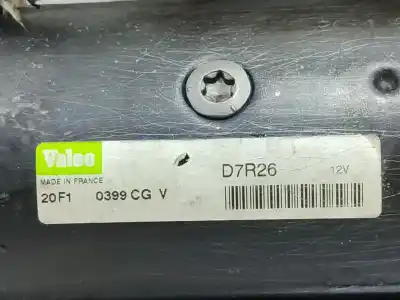 Valeo
MADE IN FRANCE
D7R26 12V
20F1 0399 CG V